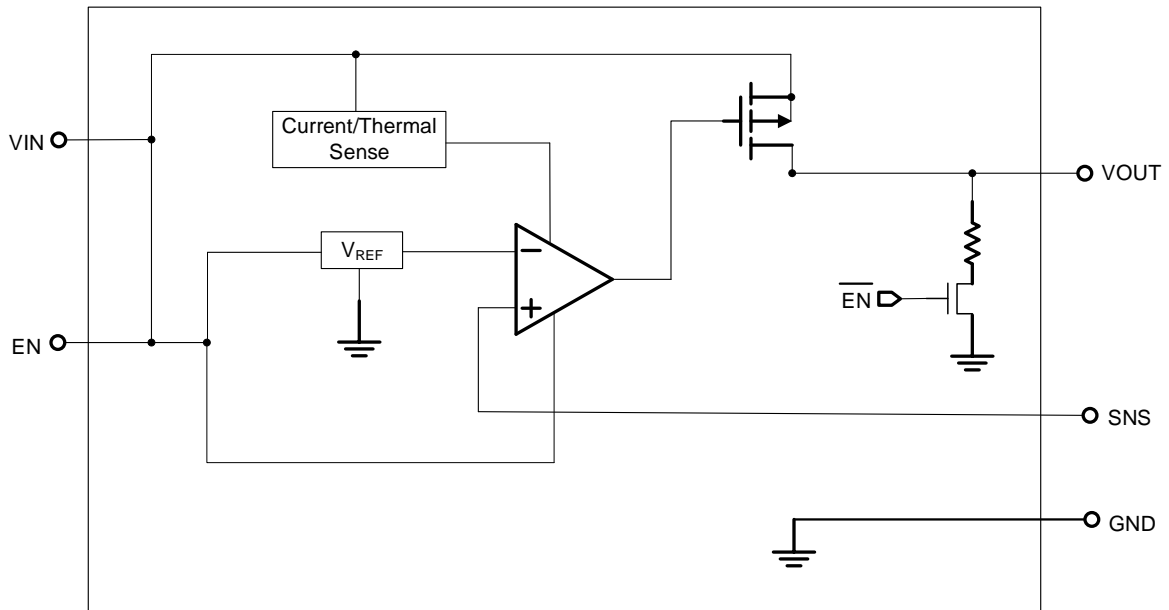 Current/Thermal
Sense
VIN
VOUT
VREF
−
+
EN
EN
SNS
GND